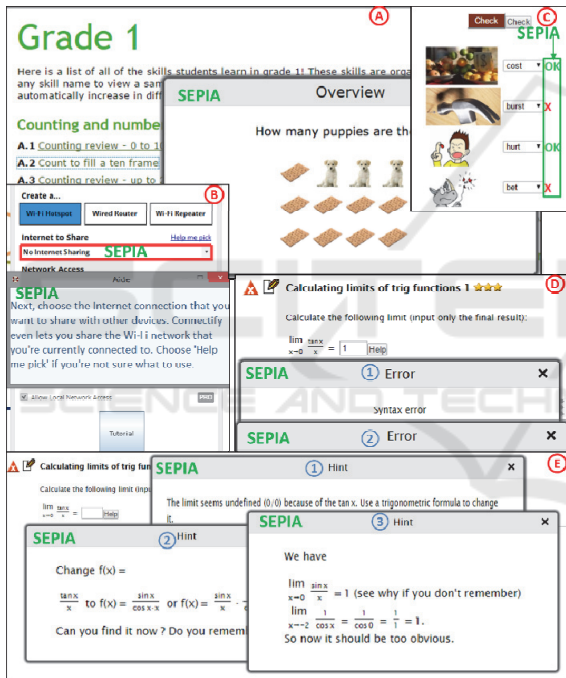 A
Grade 1
Here is a list of all of the skills students learn in grade 1! These skills are orga
any skill name to view a sam
automatically increase in diff
Counting and numbe
A.1 Counting review - 0 to 10
A.2 Count to fill a ten frame
A.3 Counting review - up to
SEPIA
Overview
How many puppies are the
Check
Check
C
SEPIA
cost
OK
burst
X
hurt
OK
bet
X
B
Create a...
Wi-Fi Hotspot
Wired Router
Wi-Fi Repeater
Internet to Share
Help me pick
No Internet Sharing
SEPIA
Network Access
Aide
SEPIA
Next, choose the Internet connection that you
want to share with other devices. Connectify
even lets you share the Wi-Fi network that
you're currently connected to. Choose 'Help
me pick' if you're not sure what to use.
Allow Local Network Access
PRO
Tutorial
D
Calculating limits of trig functions 1
Calculate the following limit (input only the final result):
lim x→0 tan x / x = 1 Help
SEPIA
1 Error
X
Syntax error
SEPIA
2 Error
X
E
Calculating limits of trig fun
Calculate the following limit (inpu
lim x→0 tan x / x = Help
SEPIA
1 Hint
X
The limit seems undefined (0/0) because of the tan x. Use a trigonometric formula to change
it.
SEPIA
2 Hint
Change f(x) =
tan x / x to f(x) = sin x / cos x·x or f(x) = sin x / x ·
Can you find it now ? Do you remem
SEPIA
3 Hint
X
We have
lim x→0 sin x / x = 1 (see why if you don't remember)
lim x→-2 1 / cos x = 1 / cos 0 = 1 / 1 = 1.
So now it should be too obvious.